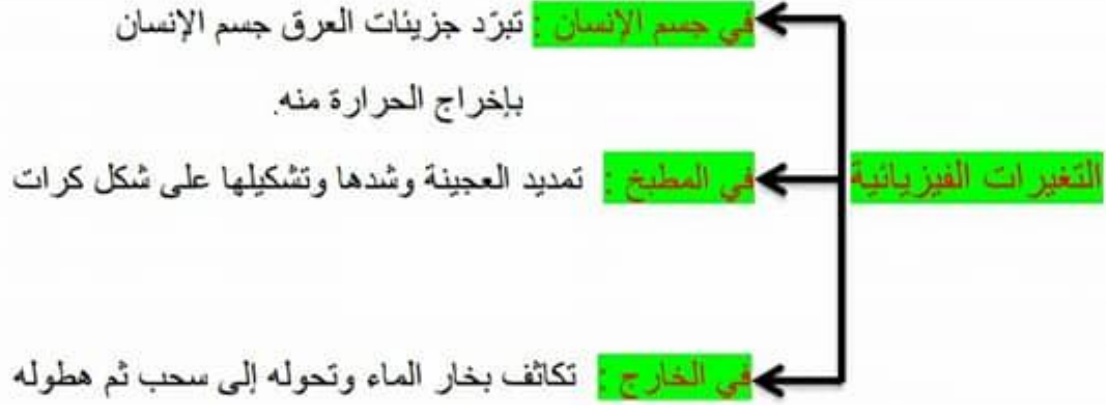 في جسم الإنسان : تبرّد جزيئات العرق جسم الإنسان
بإخراج الحرارة منه.
التغيرات الفيزيائية
في المطبخ : تمديد العجينة وشدها وتشكيلها على شكل كرات
في الخارج : تكاثف بخار الماء وتحوله إلى سحب ثم هطوله